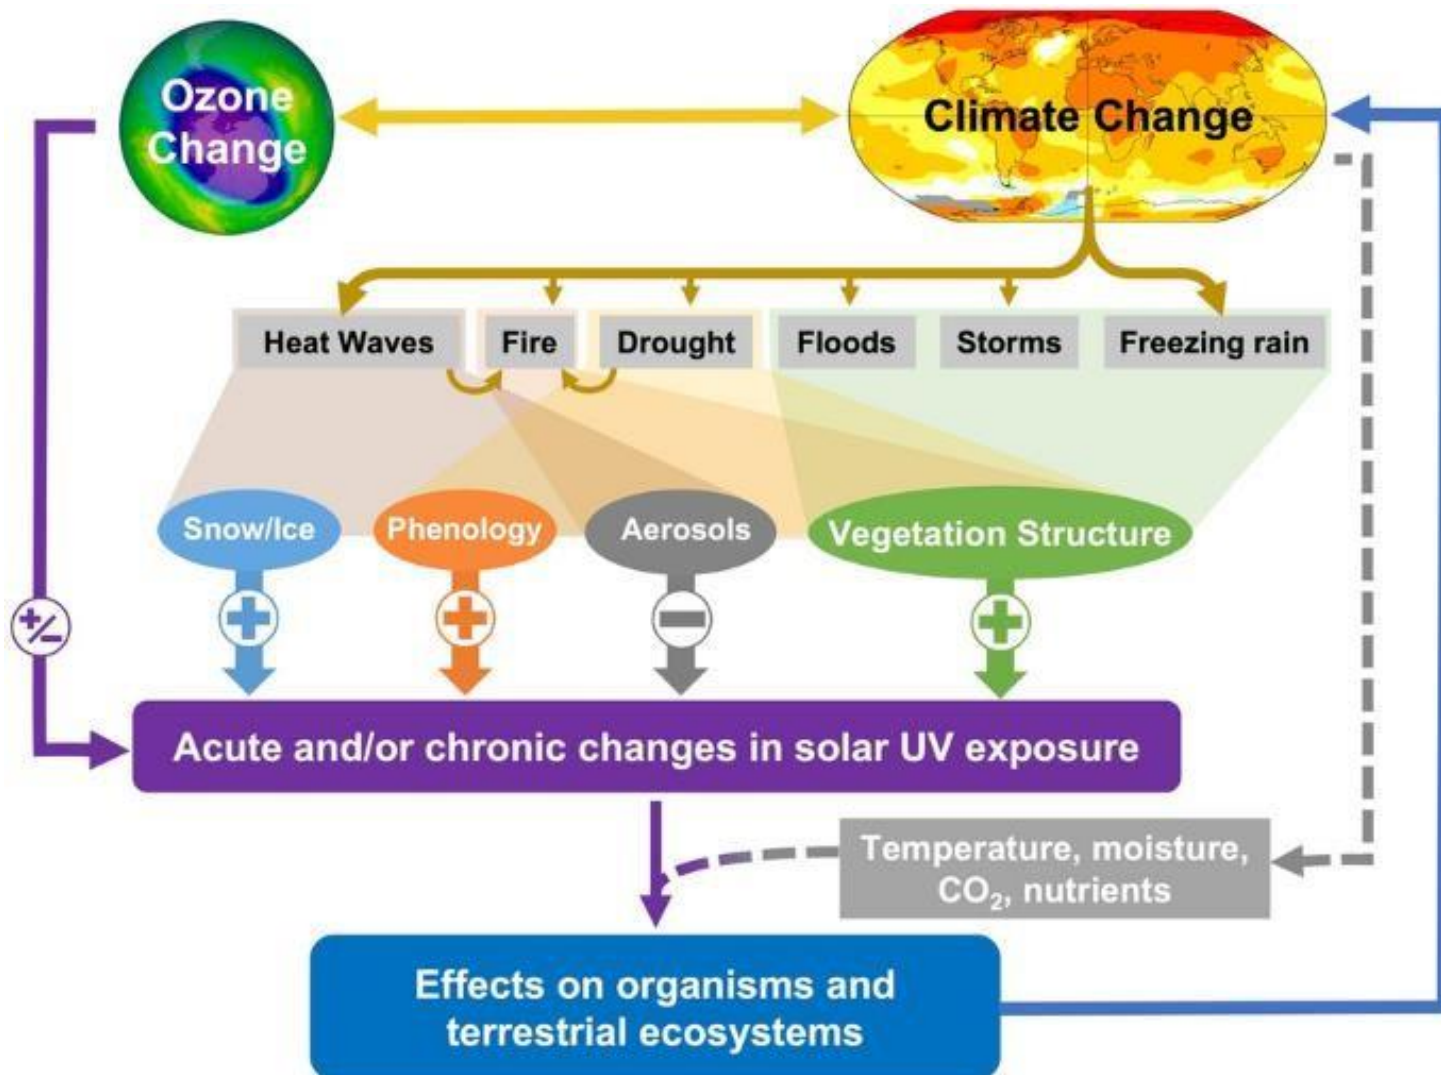 Ozone
Change
Climate Change
Heat Waves
Fire
Drought
Floods
Storms
Freezing rain
Snow/Ice
Phenology
Aerosols
Vegetation Structure
+
+
−
+
+/−
Acute and/or chronic changes in solar UV exposure
Temperature, moisture,
CO₂, nutrients
Effects on organisms and
terrestrial ecosystems